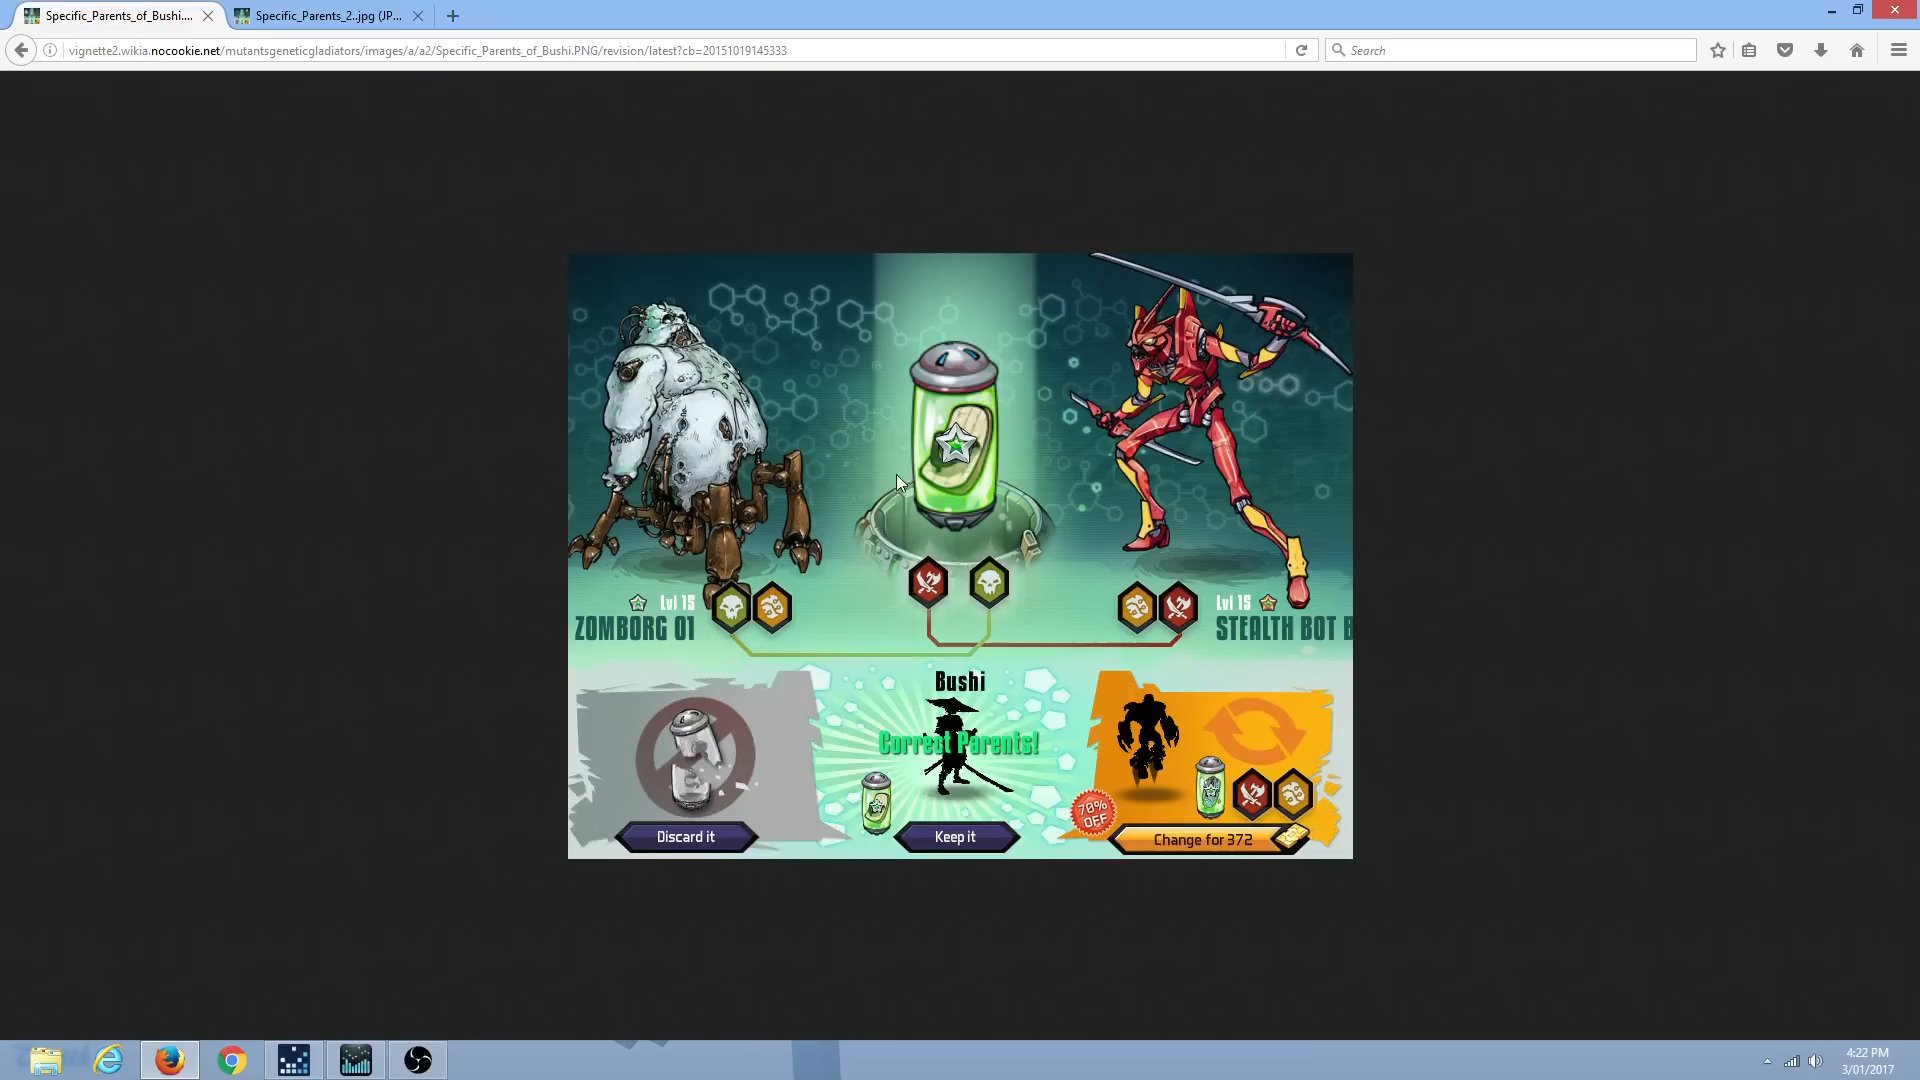 Specific_Parents_of_Bushi....
Specific_Parents_2..jpg (JP...
vignette2.wikia.nocookie.net/mutantsgeneticgladiators/images/a/a2/Specific_Parents_of_Bushi.PNG/revision/latest?cb=20151019145333
Search
Lvl 15
ZOMBORG 01
Lvl 15
STEALTH BOT B
Bushi
Correct Parents!
70%
OFF
Discard it
Keep it
Change for 372
4:22 PM
3/01/2017